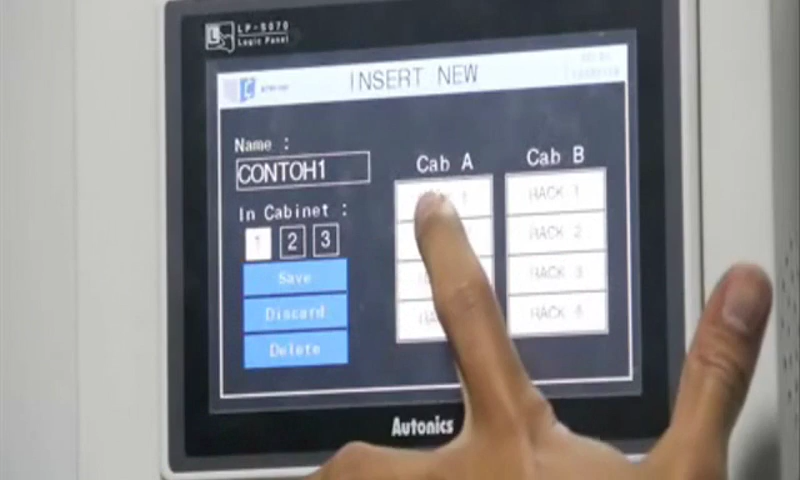 LP-S070
Logic Panel
INSERT NEW
Name :
CONTOH1
In Cabinet :
1 2 3
Save
Discard
Delete
Cab A
1
Cab B
RACK 1
RACK 2
RACK 3
RACK 4
Autonics